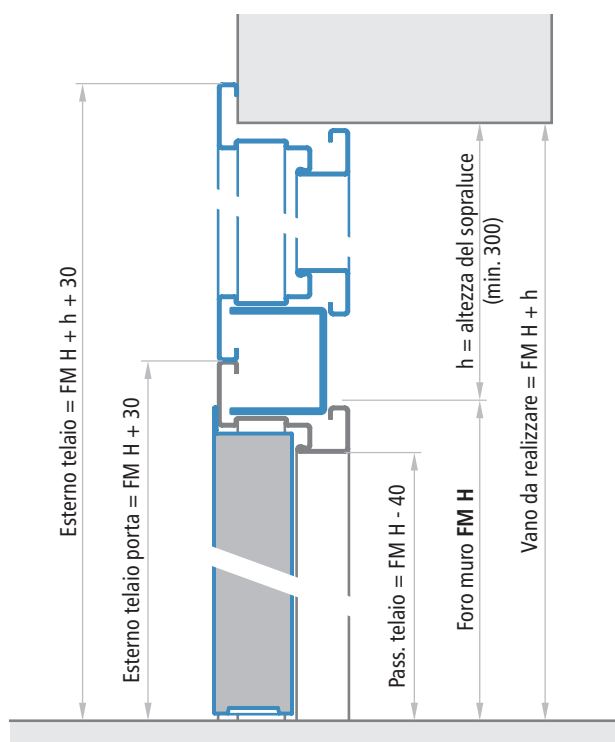 Esterno telaio = FM H + h + 30
Esterno telaio porta = FM H + 30
Pass. telaio = FM H - 40
h = altezza del sopraluce
(min. 300)
Foro muro FM H
Vano da realizzare = FM H + h